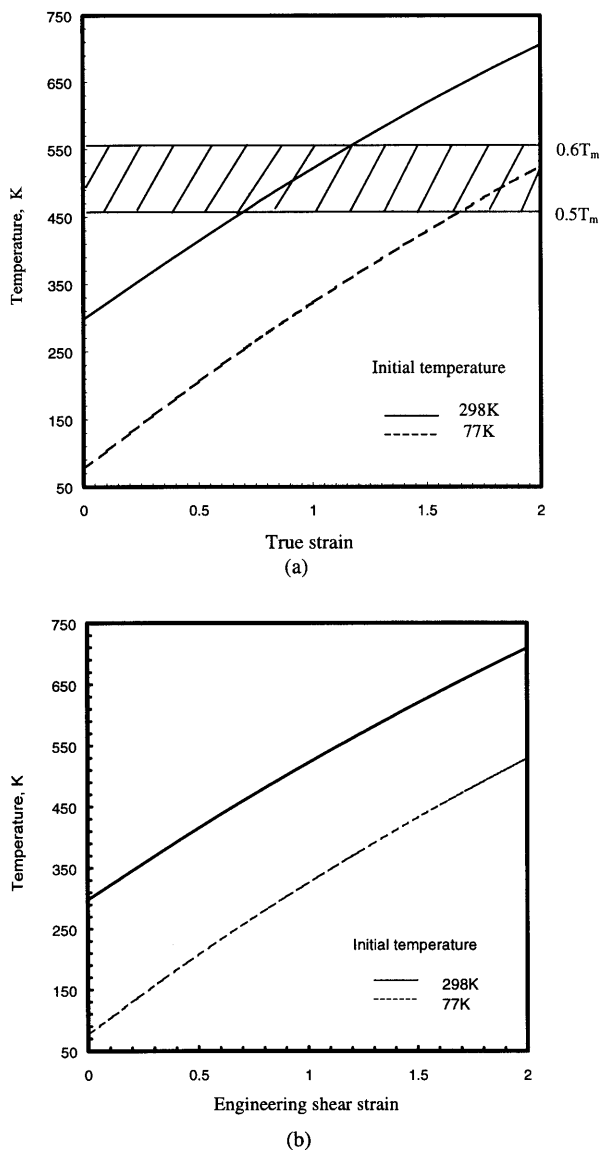 750
650
550
450
350
250
150
50
Temperature, K
0.6Tm
0.5Tm
Initial temperature
298K
77K
0
0.5
1
1.5
2
True strain
(a)
750
650
550
450
350
250
150
50
Temperature, K
Initial temperature
298K
77K
0
0.5
1
1.5
2
Engineering shear strain
(b)